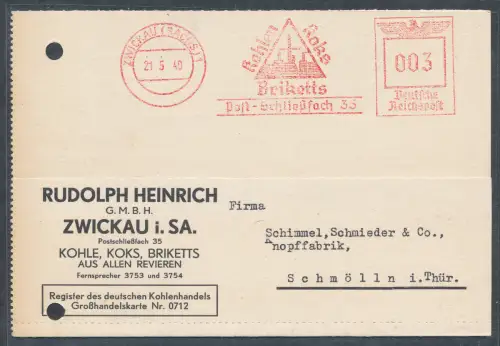 ZWICKAU (SACHS) 1
21.5.40
Kohlen Koks
Briketts
Post-Schließfach 35
003
Deutsche
Reichspost
RUDOLPH HEINRICH
G. M. B. H.
ZWICKAU i. SA.
Postschließfach 35
KOHLE, KOKS, BRIKETTS
AUS ALLEN REVIEREN
Fernsprecher 3753 und 3754
Register des deutschen Kohlenhandels
Großhandelskarte Nr. 0712
Firma
Schimmel,Schmieder & Co.,
Knopffabrik,
Schmölln i.Thür.